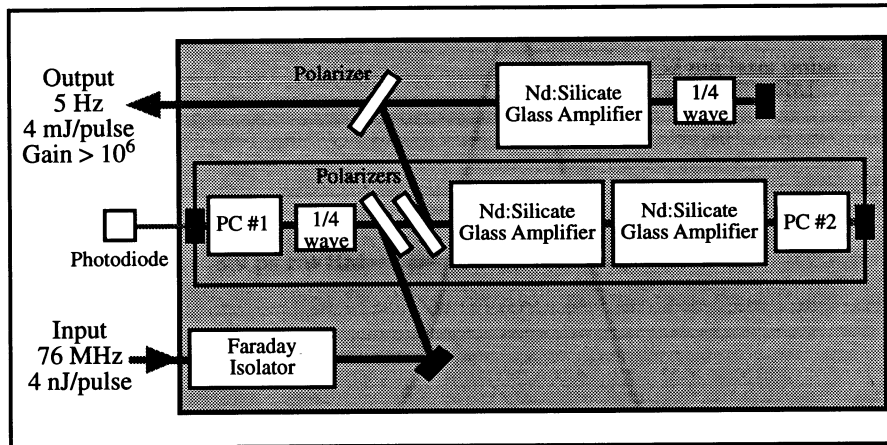 Output
5 Hz
4 mJ/pulse
Gain > 10⁶
Polarizer
Nd:Silicate
Glass Amplifier
1/4
wave
Polarizers
Photodiode
PC #1
1/4
wave
Nd:Silicate
Glass Amplifier
Nd:Silicate
Glass Amplifier
PC #2
Input
76 MHz
4 nJ/pulse
Faraday
Isolator